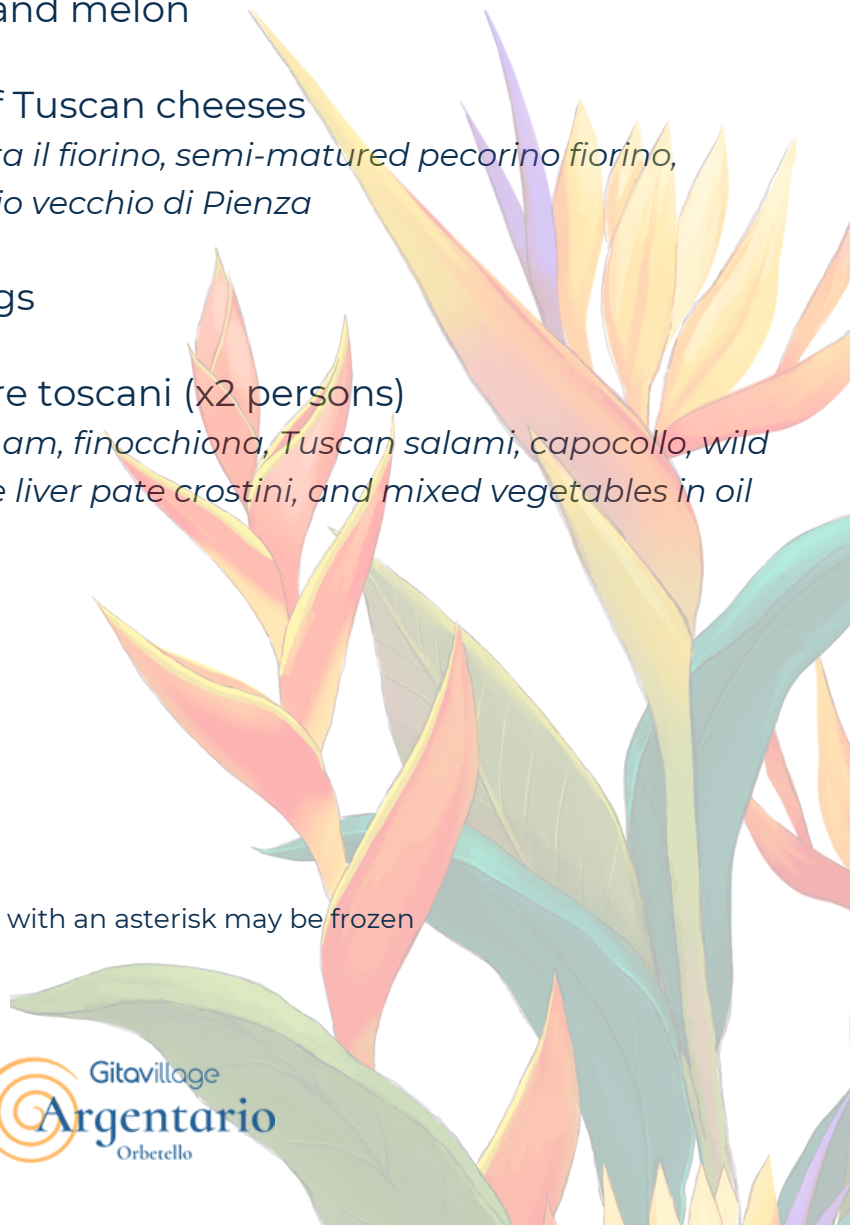 and melon
f Tuscan cheeses
ta il fiorino, semi-matured pecorino fiorino,
io vecchio di Pienza
gs
re toscani (x2 persons)
am, finocchiona, Tuscan salami, capocollo, wild
e liver pate crostini, and mixed vegetables in oil
with an asterisk may be frozen
Gitavillage
Argentario
Orbetello